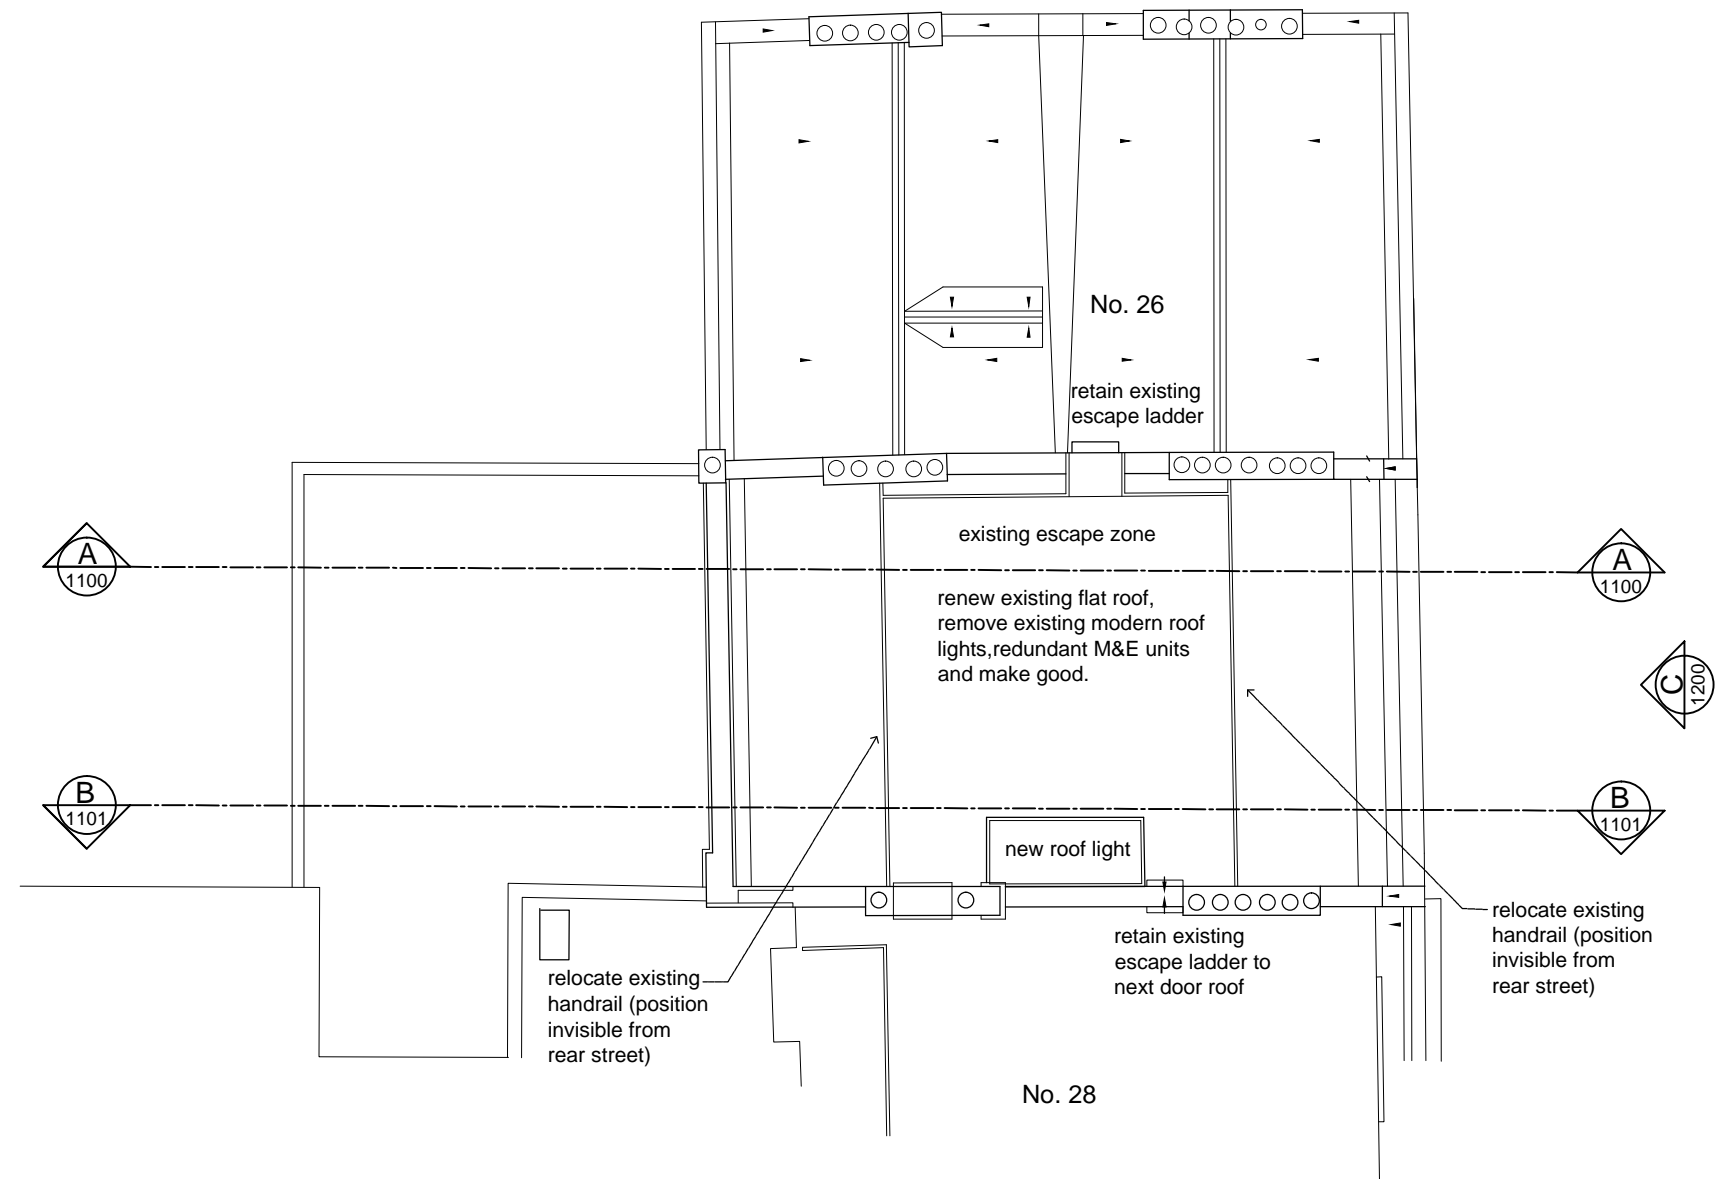 No. 26
retain existing
escape ladder
existing escape zone
A
1100
A
1100
renew existing flat roof,
remove existing modern roof
lights,redundant M&E units
and make good.
C
1200
B
1101
B
1101
new roof light
relocate existing
handrail (position
invisible from
rear street)
retain existing
escape ladder to
next door roof
relocate existing
handrail (position
invisible from
rear street)
No. 28